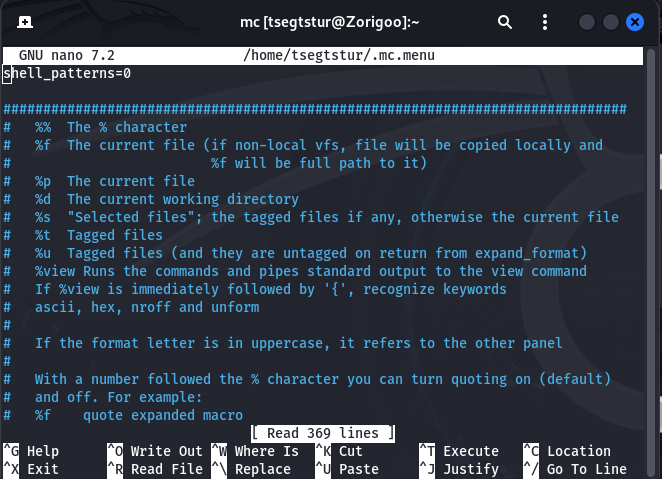 mc [tsegtstur@Zorigoo]:~
GNU nano 7.2 /home/tsegtstur/.mc.menu
shell_patterns=0
##############################################################################
# %% The % character
# %f The current file (if non-local vfs, file will be copied locally and
# %f will be full path to it)
# %p The current file
# %d The current working directory
# %s "Selected files"; the tagged files if any, otherwise the current file
# %t Tagged files
# %u Tagged files (and they are untagged on return from expand_format)
# %view Runs the commands and pipes standard output to the view command
# If %view is immediately followed by '{', recognize keywords
# ascii, hex, nroff and unform
#
# If the format letter is in uppercase, it refers to the other panel
#
# With a number followed the % character you can turn quoting on (default)
# and off. For example:
# %f quote expanded macro
[ Read 369 lines ]
^G Help ^O Write Out ^W Where Is ^K Cut ^T Execute ^C Location
^X Exit ^R Read File ^\ Replace ^U Paste ^J Justify ^/ Go To Line